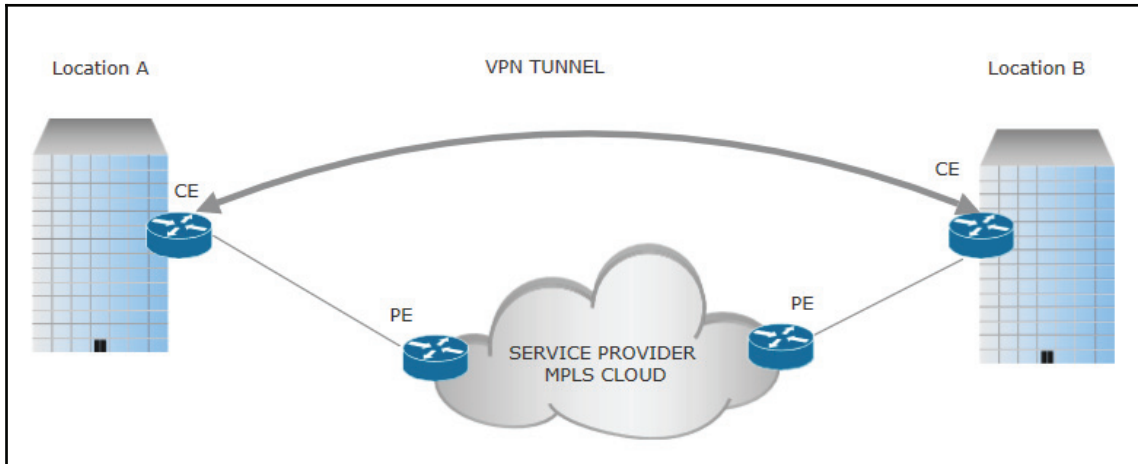 Location A
VPN TUNNEL
Location B
CE
CE
PE
PE
SERVICE PROVIDER
MPLS CLOUD